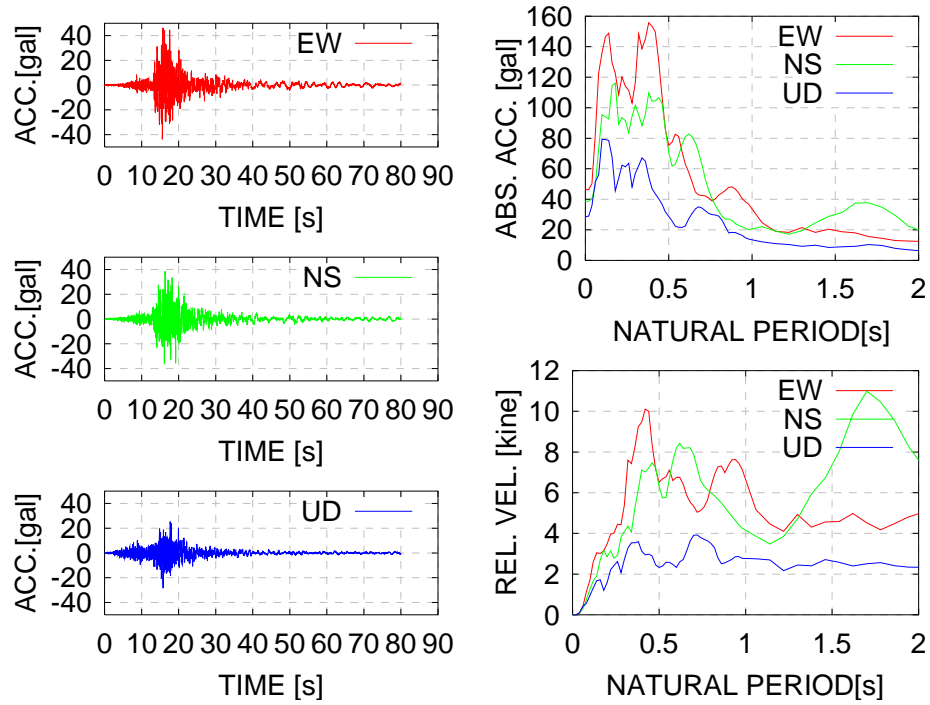 40
20
0
-20
-40
ACC.[gal]
EW
0 10 20 30 40 50 60 70 80 90
TIME [s]
40
20
0
-20
-40
ACC.[gal]
NS
0 10 20 30 40 50 60 70 80 90
TIME [s]
40
20
0
-20
-40
ACC.[gal]
UD
0 10 20 30 40 50 60 70 80 90
TIME [s]
160
140
120
100
80
60
40
20
0
ABS. ACC. [gal]
EW
NS
UD
0 0.5 1 1.5 2
NATURAL PERIOD[s]
12
10
8
6
4
2
0
REL. VEL. [kine]
EW
NS
UD
0 0.5 1 1.5 2
NATURAL PERIOD[s]